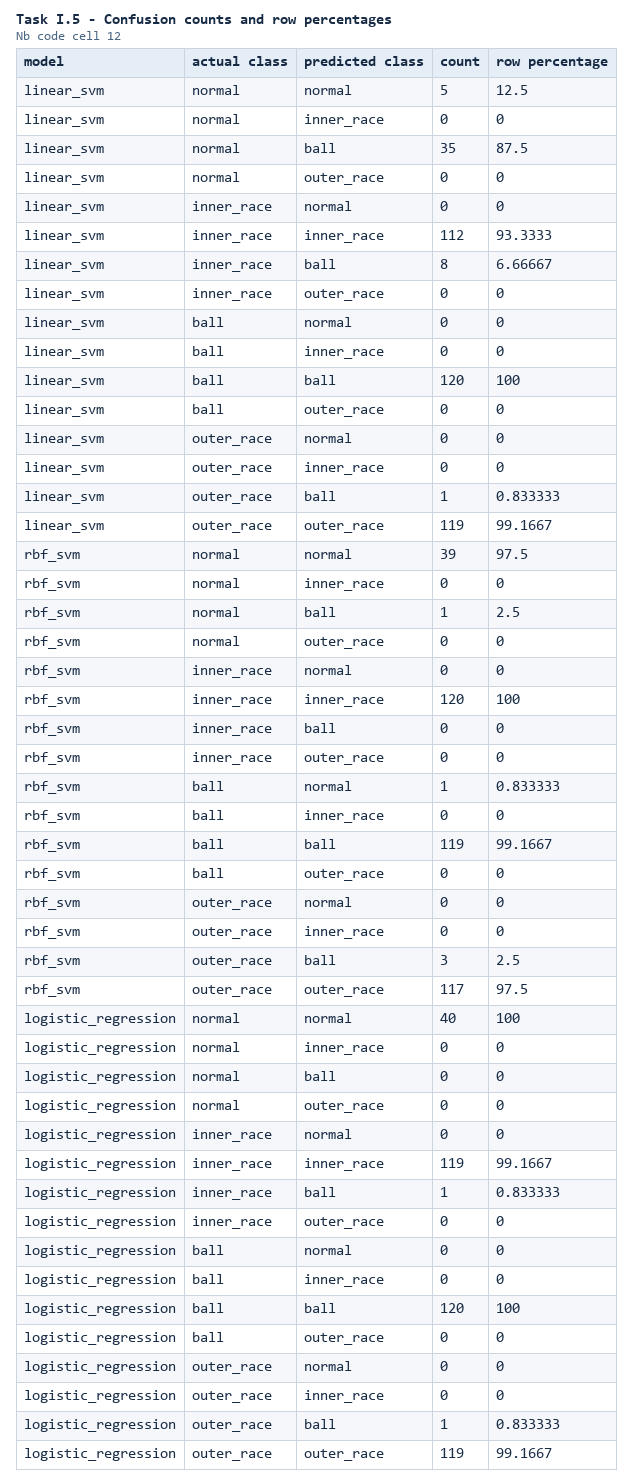 Task I.5 - Confusion counts and row percentages
Nb code cell 12
model actual class predicted class count row percentage
linear_svm normal normal 5 12.5
linear_svm normal inner_race 0 0
linear_svm normal ball 35 87.5
linear_svm normal outer_race 0 0
linear_svm inner_race normal 0 0
linear_svm inner_race inner_race 112 93.3333
linear_svm inner_race ball 8 6.66667
linear_svm inner_race outer_race 0 0
linear_svm ball normal 0 0
linear_svm ball inner_race 0 0
linear_svm ball ball 120 100
linear_svm ball outer_race 0 0
linear_svm outer_race normal 0 0
linear_svm outer_race inner_race 0 0
linear_svm outer_race ball 1 0.833333
linear_svm outer_race outer_race 119 99.1667
rbf_svm normal normal 39 97.5
rbf_svm normal inner_race 0 0
rbf_svm normal ball 1 2.5
rbf_svm normal outer_race 0 0
rbf_svm inner_race normal 0 0
rbf_svm inner_race inner_race 120 100
rbf_svm inner_race ball 0 0
rbf_svm inner_race outer_race 0 0
rbf_svm ball normal 1 0.833333
rbf_svm ball inner_race 0 0
rbf_svm ball ball 119 99.1667
rbf_svm ball outer_race 0 0
rbf_svm outer_race normal 0 0
rbf_svm outer_race inner_race 0 0
rbf_svm outer_race ball 3 2.5
rbf_svm outer_race outer_race 117 97.5
logistic_regression normal normal 40 100
logistic_regression normal inner_race 0 0
logistic_regression normal ball 0 0
logistic_regression normal outer_race 0 0
logistic_regression inner_race normal 0 0
logistic_regression inner_race inner_race 119 99.1667
logistic_regression inner_race ball 1 0.833333
logistic_regression inner_race outer_race 0 0
logistic_regression ball normal 0 0
logistic_regression ball inner_race 0 0
logistic_regression ball ball 120 100
logistic_regression ball outer_race 0 0
logistic_regression outer_race normal 0 0
logistic_regression outer_race inner_race 0 0
logistic_regression outer_race ball 1 0.833333
logistic_regression outer_race outer_race 119 99.1667